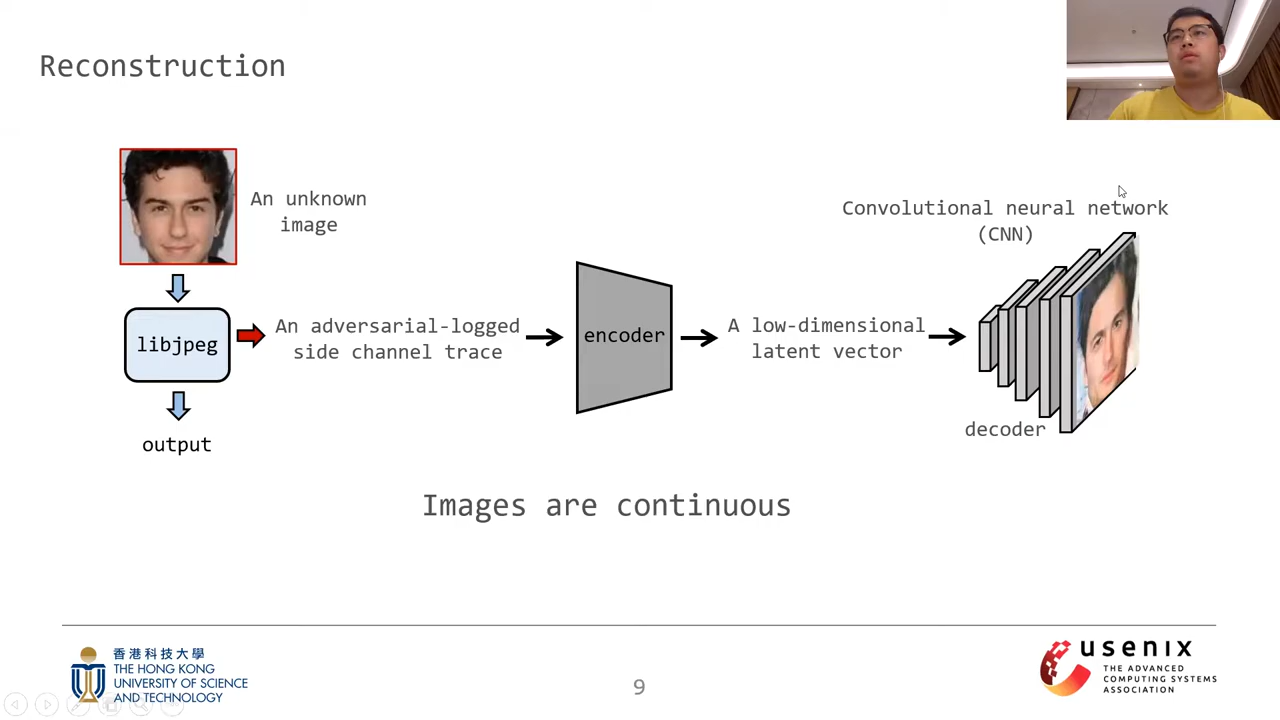 Reconstruction
An unknown
image
Convolutional neural network
(CNN)
libjpeg
An adversarial-logged
side channel trace
encoder
A low-dimensional
latent vector
decoder
output
Images are continuous
香港科技大學
THE HONG KONG
UNIVERSITY OF SCIENCE
AND TECHNOLOGY
9
usenix
THE ADVANCED
COMPUTING SYSTEMS
ASSOCIATION